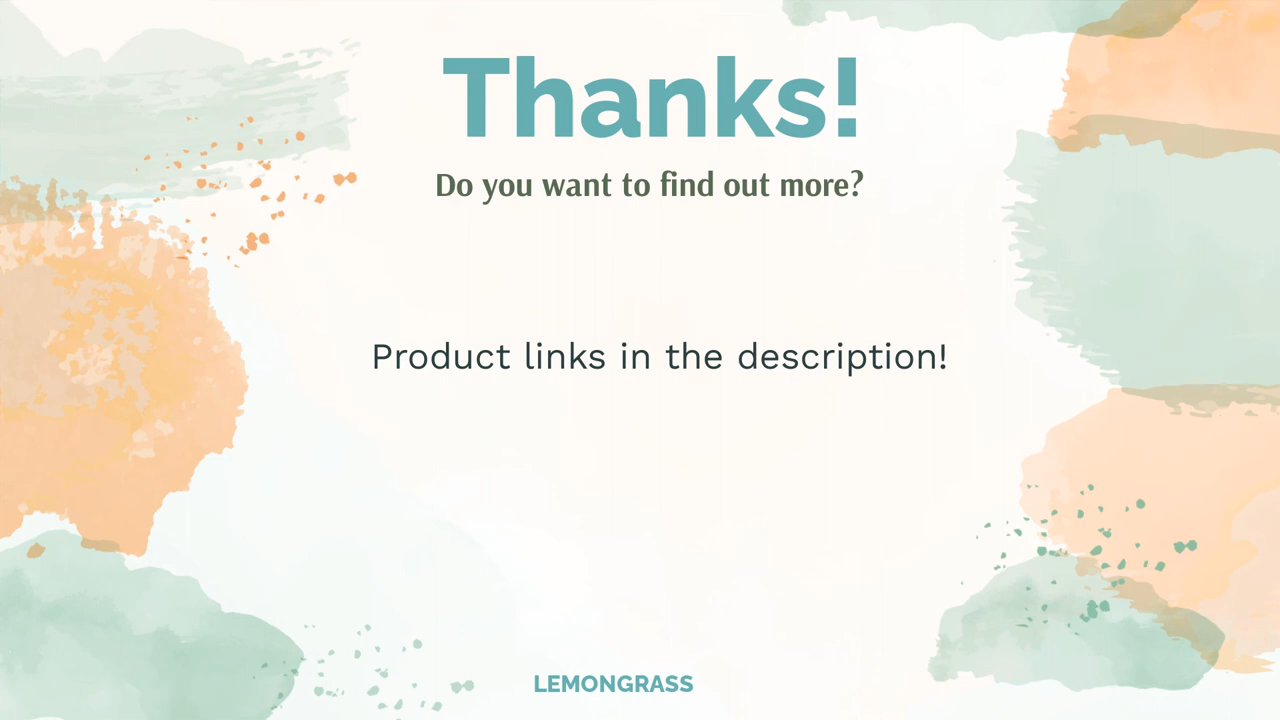 Thanks!
Do you want to find out more?
Product links in the description!
LEMONGRASS